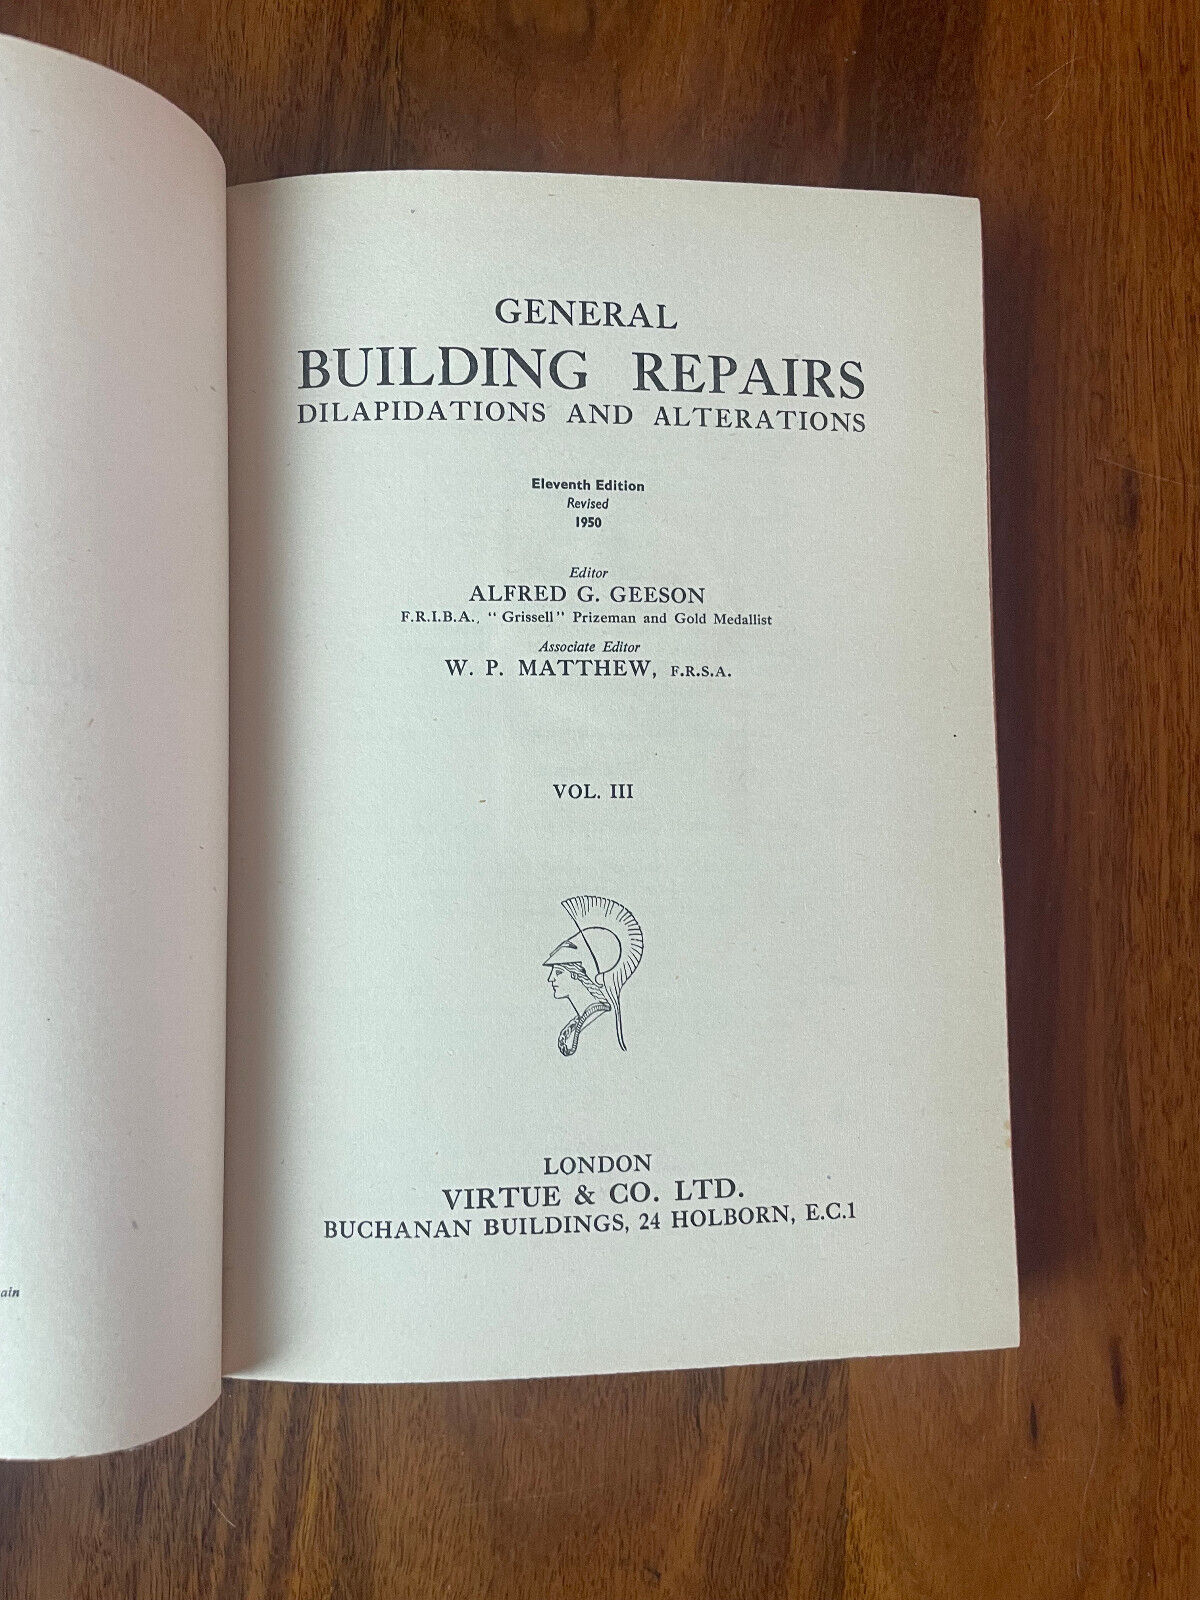 GENERAL
BUILDING REPAIRS
DILAPIDATIONS AND ALTERATIONS
Eleventh Edition
Revised
1950
Editor
ALFRED G. GEESON
F.R.I.B.A., "Grissell" Prizeman and Gold Medallist
Associate Editor
W. P. MATTHEW, F.R.S.A.
VOL. III
LONDON
VIRTUE & CO. LTD.
BUCHANAN BUILDINGS, 24 HOLBORN, E.C.1